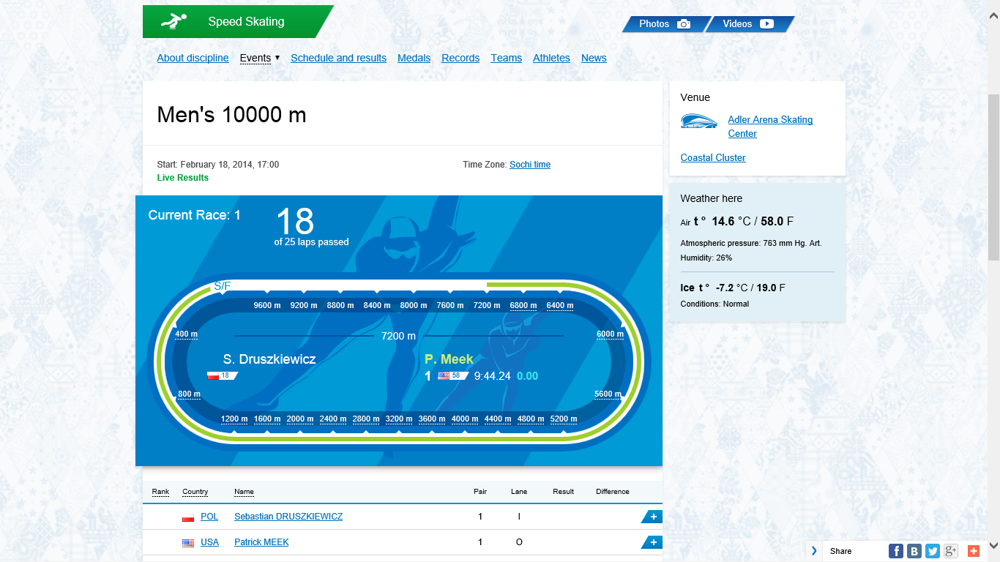 Speed Skating
Photos
Videos
About discipline Events ▼ Schedule and results Medals Records Teams Athletes News
Men's 10000 m
Start: February 18, 2014, 17:00
Time Zone: Sochi time
Live Results
Venue
Adler Arena Skating
Center
Coastal Cluster
Weather here
Air t ° 14.6 °C / 58.0 F
Atmospheric pressure: 763 mm Hg. Art.
Humidity: 26%
Ice t ° -7.2 °C / 19.0 F
Conditions: Normal
Current Race: 1
18
of 25 laps passed
S/F
9600 m 9200 m 8800 m 8400 m 8000 m 7600 m 7200 m 6800 m 6400 m
400 m
7200 m
6000 m
S. Druszkiewicz
18
P. Meek
1 58 9:44.24 0.00
800 m
5600 m
1200 m 1600 m 2000 m 2400 m 2800 m 3200 m 3600 m 4000 m 4400 m 4800 m 5200 m
Rank Country Name Pair Lane Result Difference
POL Sebastian DRUSZKIEWICZ 1 I +
USA Patrick MEEK 1 O +
Share f B g+ +